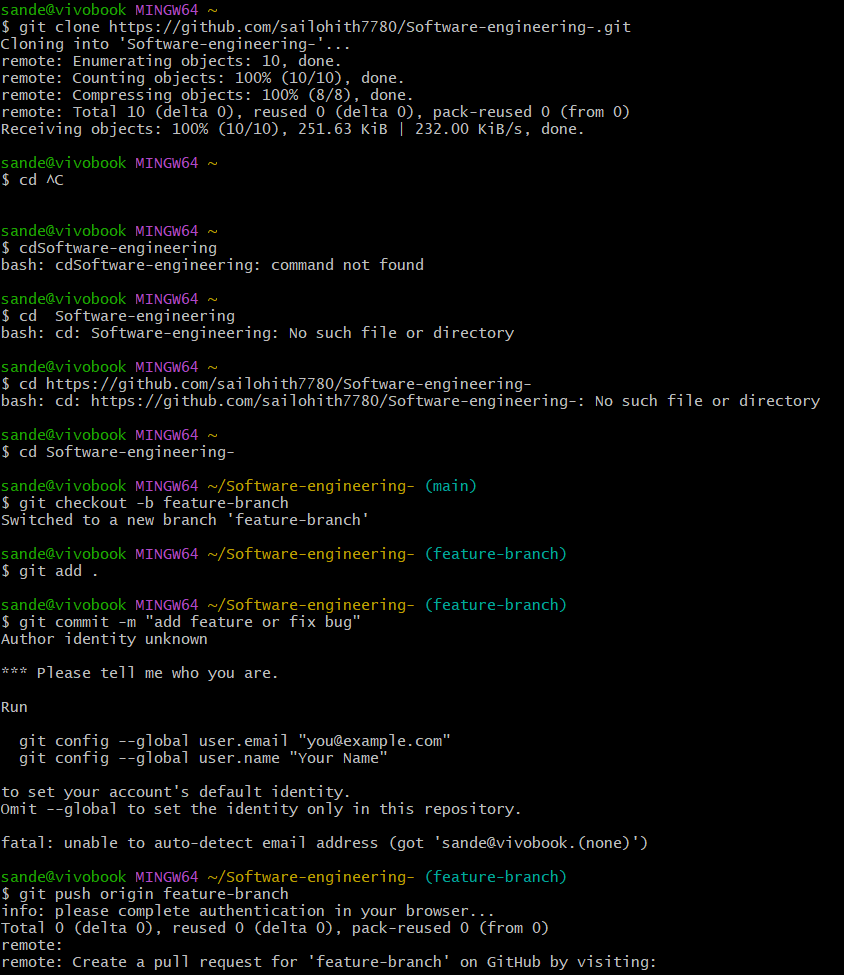 sande@vivobook MINGW64 ~
$ git clone https://github.com/sailohith7780/Software-engineering-.git
Cloning into 'Software-engineering-'...
remote: Enumerating objects: 10, done.
remote: Counting objects: 100% (10/10), done.
remote: Compressing objects: 100% (8/8), done.
remote: Total 10 (delta 0), reused 0 (delta 0), pack-reused 0 (from 0)
Receiving objects: 100% (10/10), 251.63 KiB | 232.00 KiB/s, done.
sande@vivobook MINGW64 ~
$ cd ^C
sande@vivobook MINGW64 ~
$ cdSoftware-engineering
bash: cdSoftware-engineering: command not found
sande@vivobook MINGW64 ~
$ cd  Software-engineering
bash: cd: Software-engineering: No such file or directory
sande@vivobook MINGW64 ~
$ cd https://github.com/sailohith7780/Software-engineering-
bash: cd: https://github.com/sailohith7780/Software-engineering-: No such file or directory
sande@vivobook MINGW64 ~
$ cd Software-engineering-
sande@vivobook MINGW64 ~/Software-engineering- (main)
$ git checkout -b feature-branch
Switched to a new branch 'feature-branch'
sande@vivobook MINGW64 ~/Software-engineering- (feature-branch)
$ git add .
sande@vivobook MINGW64 ~/Software-engineering- (feature-branch)
$ git commit -m "add feature or fix bug"
Author identity unknown
*** Please tell me who you are.
Run
  git config --global user.email "you@example.com"
  git config --global user.name "Your Name"
to set your account's default identity.
Omit --global to set the identity only in this repository.
fatal: unable to auto-detect email address (got 'sande@vivobook.(none)')
sande@vivobook MINGW64 ~/Software-engineering- (feature-branch)
$ git push origin feature-branch
info: please complete authentication in your browser...
Total 0 (delta 0), reused 0 (delta 0), pack-reused 0 (from 0)
remote:
remote: Create a pull request for 'feature-branch' on GitHub by visiting: